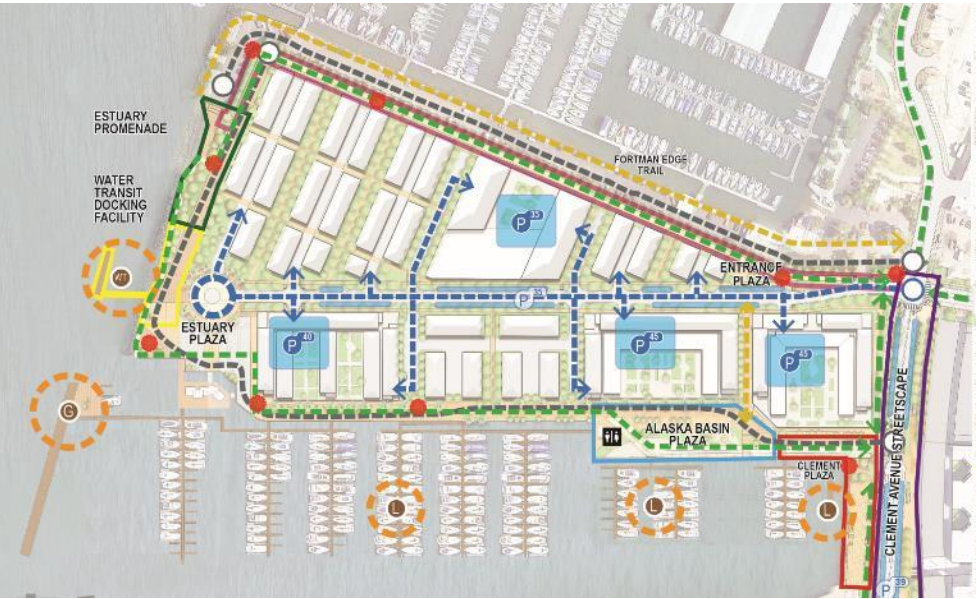 ESTUARY
PROMENADE
FORTMAN EDGE
TRAIL
WATER
TRANSIT
DOCKING
FACILITY
P 35
WT
ENTRANCE
PLAZA
P 35
ESTUARY
PLAZA
P 40
P 45
P 45
G
ALASKA BASIN
PLAZA
CLEMENT
PLAZA
CLEMENT AVENUE STREETSCAPE
L
L
L
P 39